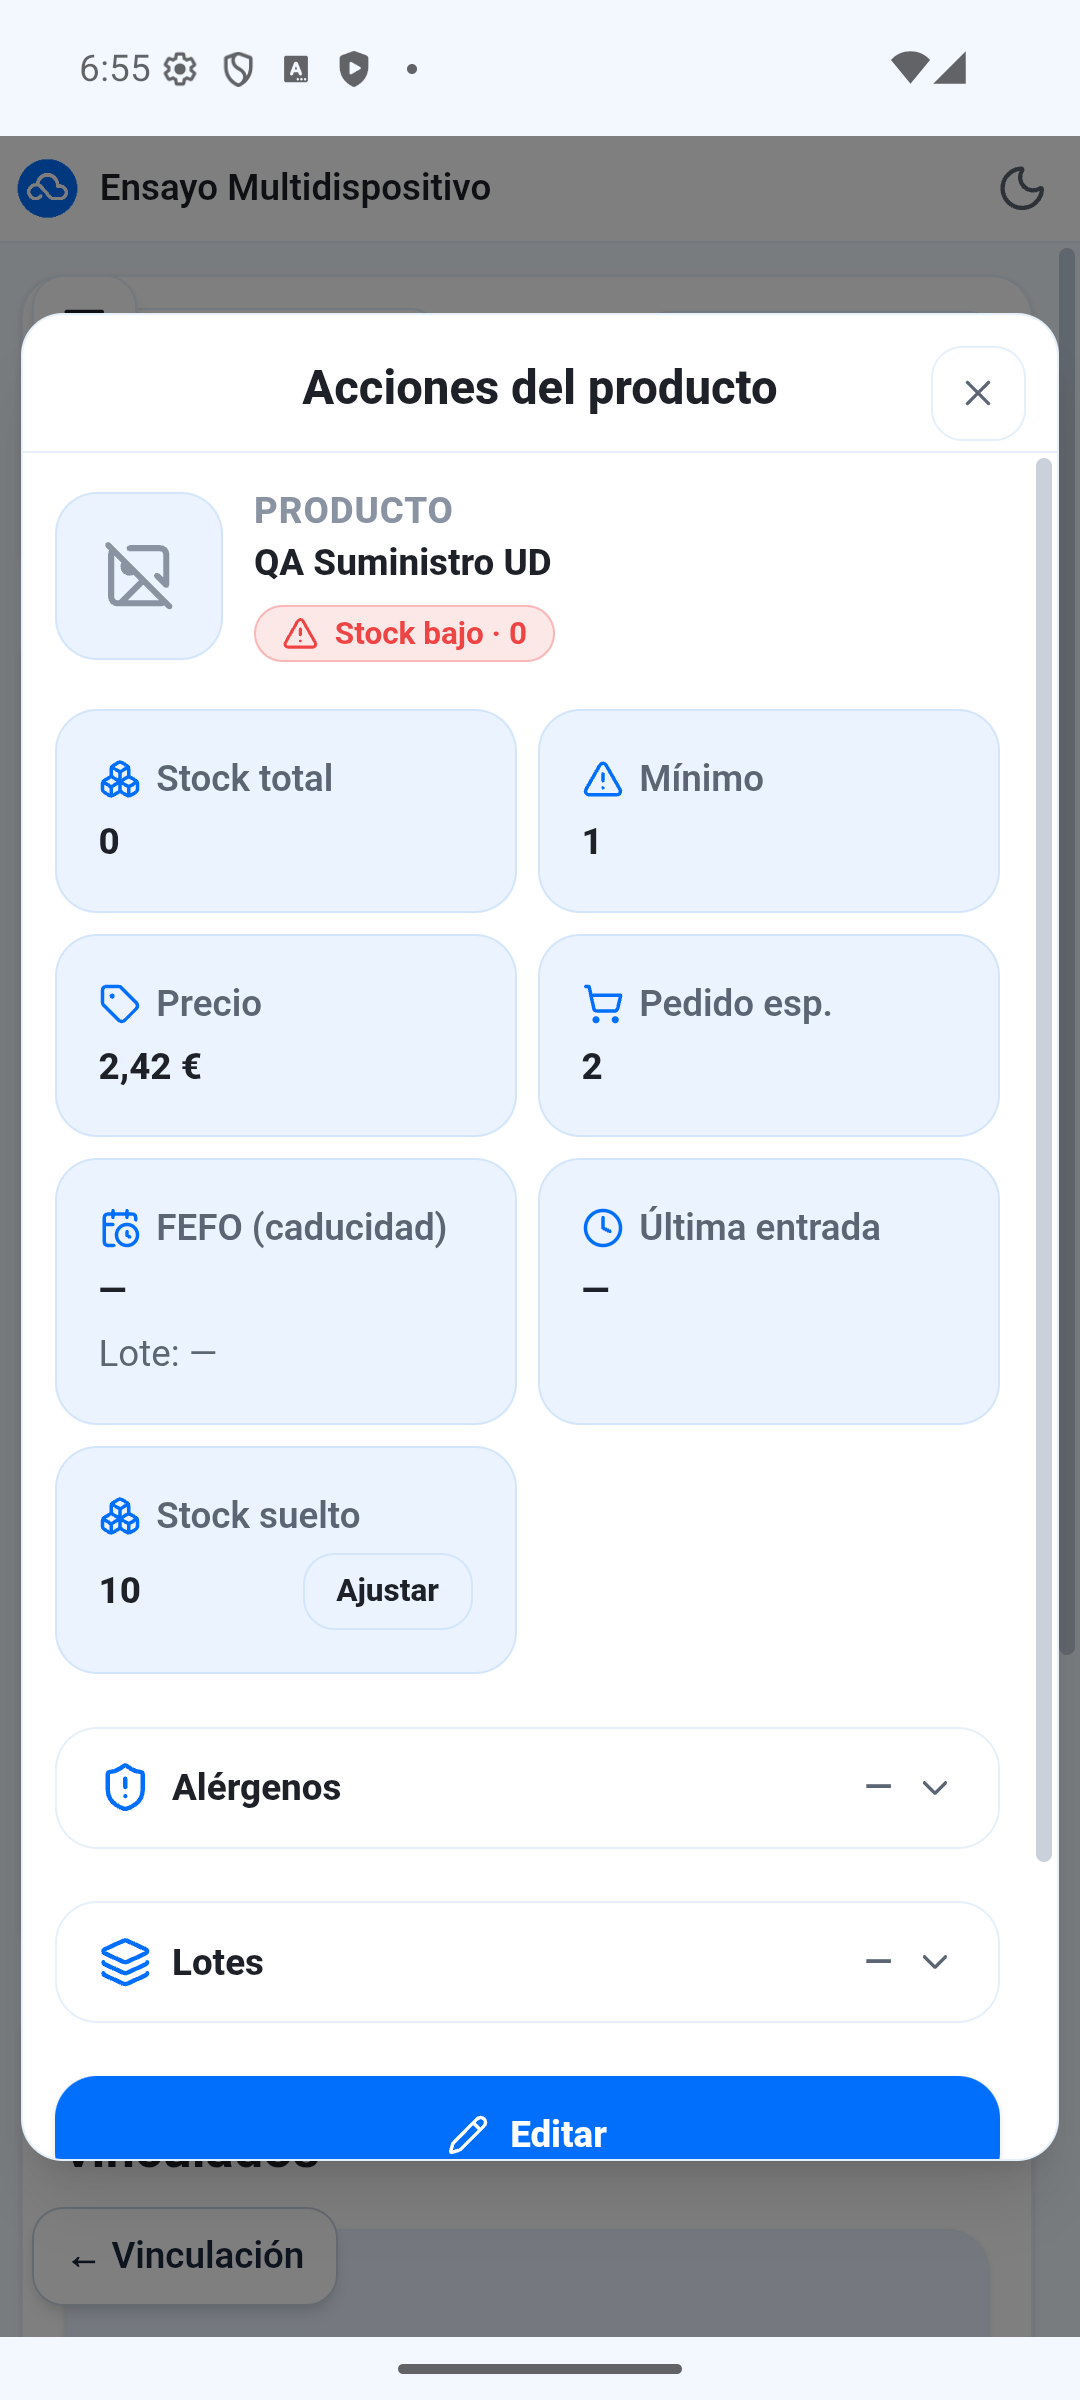 6:55
Ensayo Multidispositivo
Acciones del producto
PRODUCTO
QA Suministro UD
Stock bajo · 0
Stock total
0
Mínimo
1
Precio
2,42 €
Pedido esp.
2
FEFO (caducidad)
—
Lote: —
Última entrada
—
Stock suelto
10
Ajustar
Alérgenos
—
Lotes
—
Editar
← Vinculación